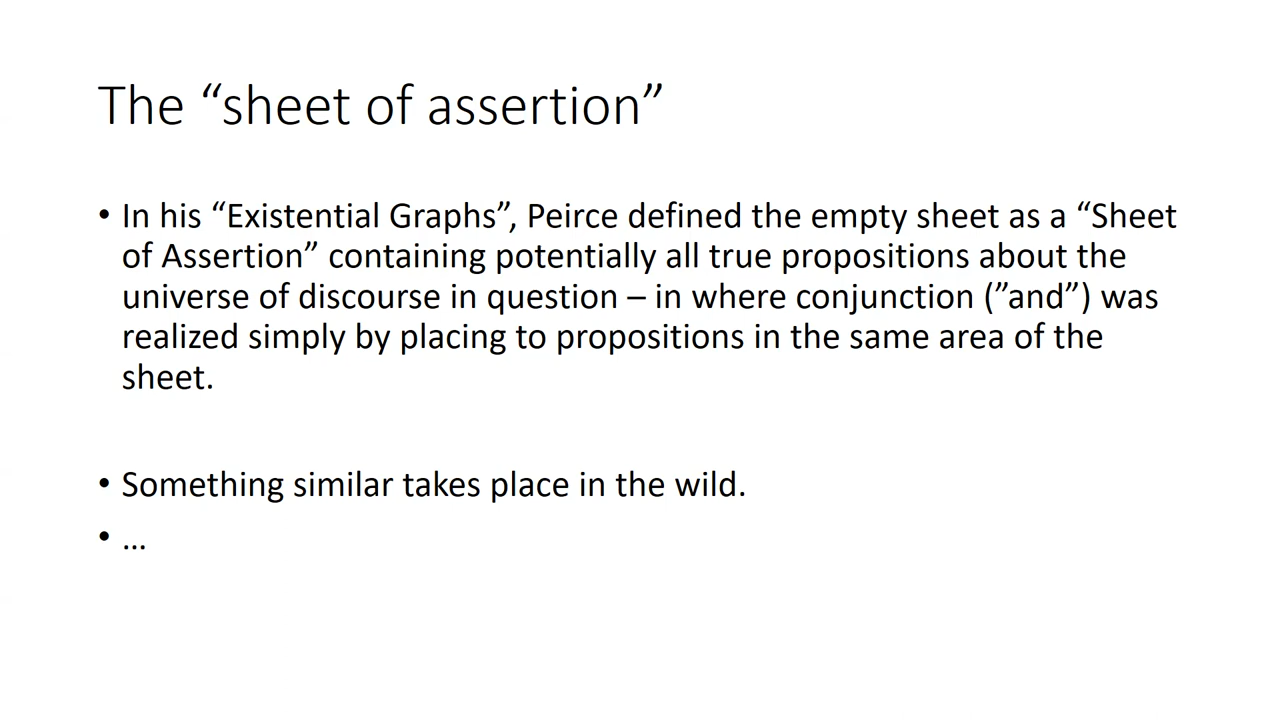 The “sheet of assertion”
• In his “Existential Graphs”, Peirce defined the empty sheet as a “Sheet
of Assertion” containing potentially all true propositions about the
universe of discourse in question – in where conjunction (”and”) was
realized simply by placing to propositions in the same area of the
sheet.
• Something similar takes place in the wild.
• …